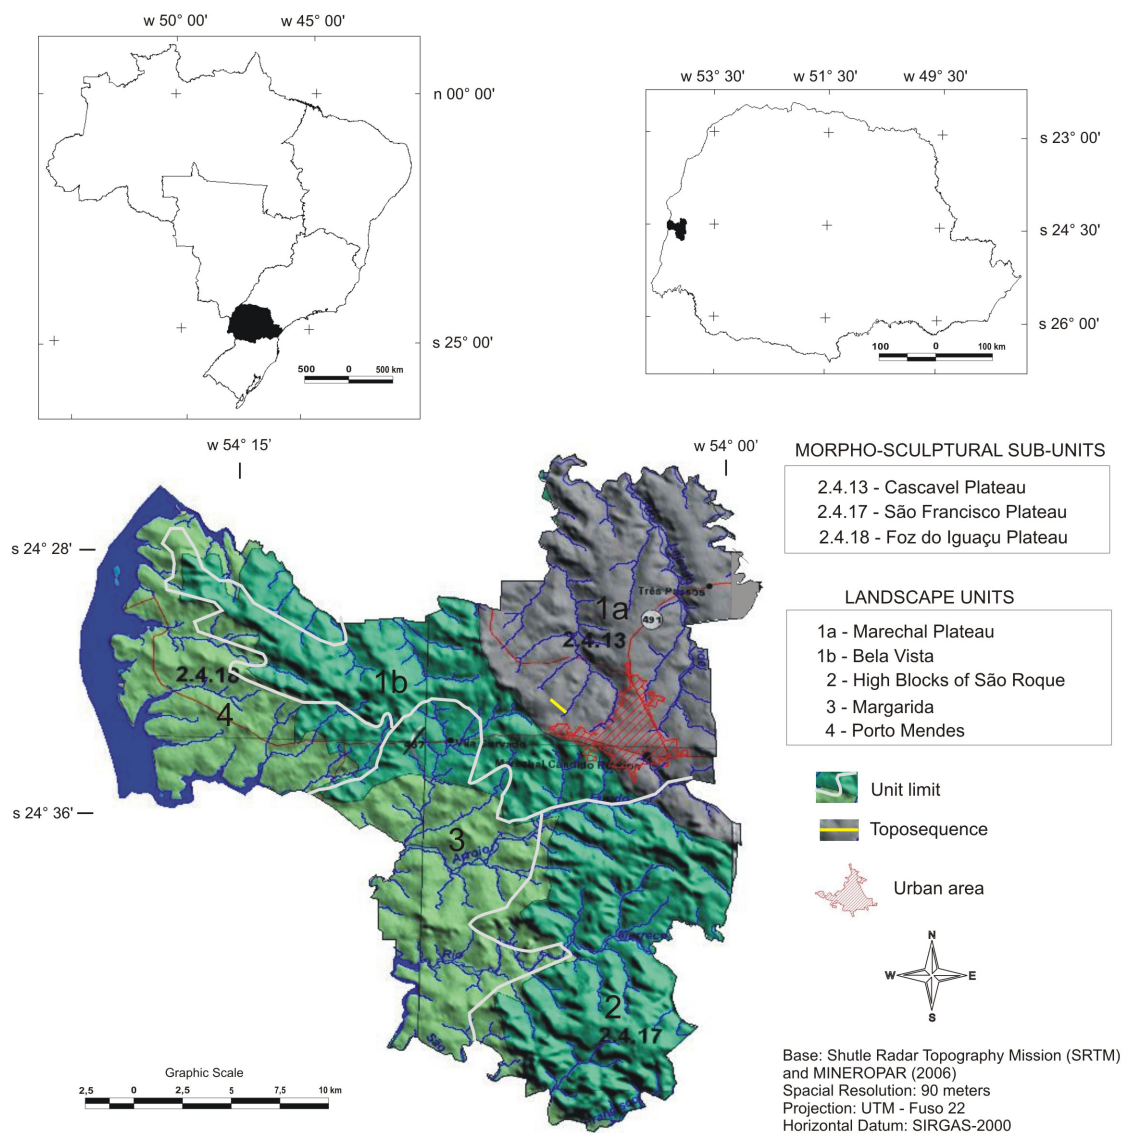 w 50° 00'
w 45° 00'
n 00° 00'
s 25° 00'
500 0 500 km
w 53° 30'
w 51° 30'
w 49° 30'
s 23° 00'
s 24° 30'
s 26° 00'
100 0 100 km
w 54° 15'
w 54° 00'
s 24° 28'
s 24° 36'
Três Passos
1a
491
2.4.13
2.4.18
1b
4
3
Arroio
Rio
São
2
2.4.17
Graphic Scale
2,5 0 2,5 5 7,5 10 km
MORPHO-SCULPTURAL SUB-UNITS
2.4.13 - Cascavel Plateau
2.4.17 - São Francisco Plateau
2.4.18 - Foz do Iguaçu Plateau
LANDSCAPE UNITS
1a - Marechal Plateau
1b - Bela Vista
2 - High Blocks of São Roque
3 - Margarida
4 - Porto Mendes
Unit limit
Toposequence
Urban area
N
W E
S
Base: Shutle Radar Topography Mission (SRTM)
and MINEROPAR (2006)
Spacial Resolution: 90 meters
Projection: UTM - Fuso 22
Horizontal Datum: SIRGAS-2000